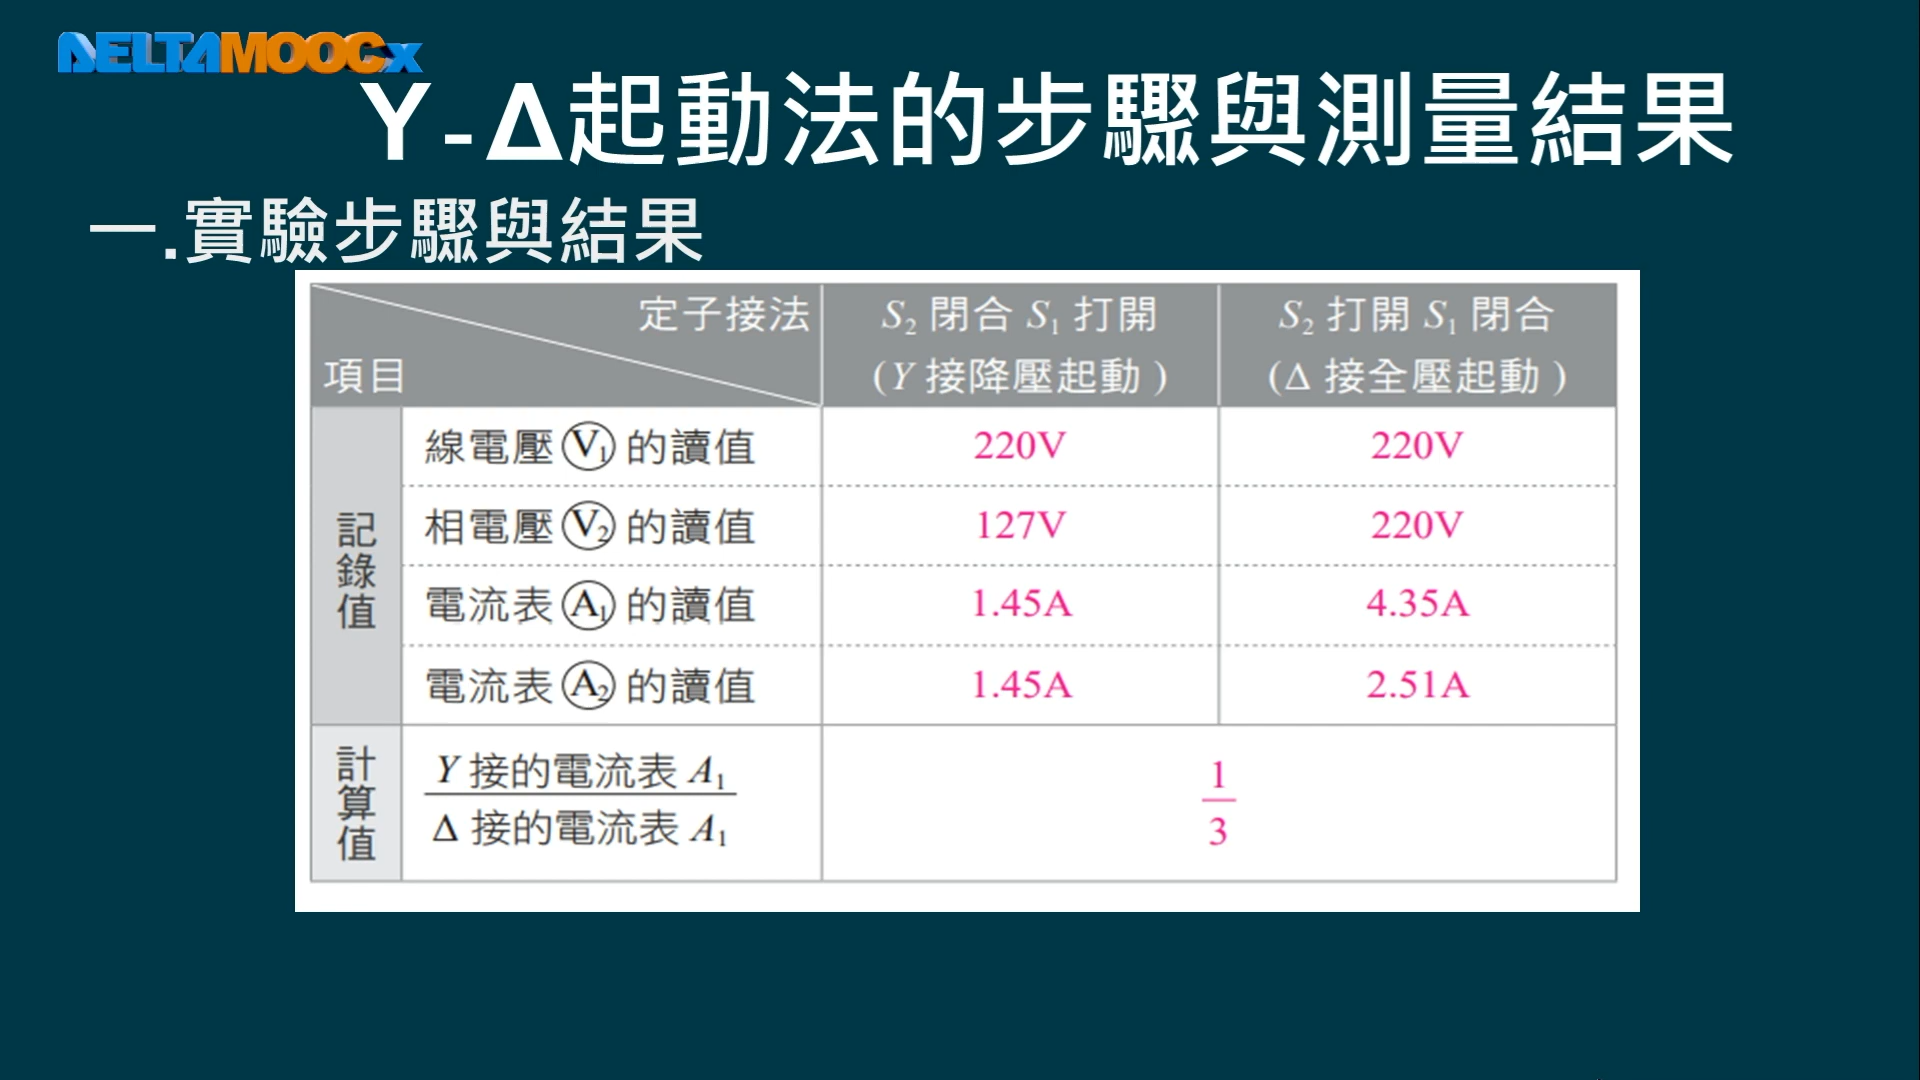 DELTAMOOCx
Y-Δ起動法的步驟與測量結果
一.實驗步驟與結果
定子接法
項目
S₂ 閉合 S₁ 打開
(Y 接降壓起動)
S₂ 打開 S₁ 閉合
(Δ 接全壓起動)
記錄值
線電壓 V₁ 的讀值 220V 220V
相電壓 V₂ 的讀值 127V 220V
電流表 A₁ 的讀值 1.45A 4.35A
電流表 A₂ 的讀值 1.45A 2.51A
計算值
Y 接的電流表 A₁
Δ 接的電流表 A₁
1
3